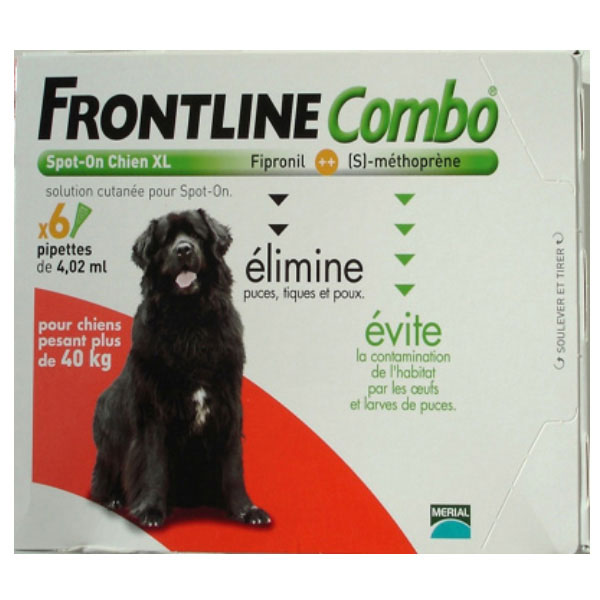 FRONTLINE Combo®
Spot-On Chien XL Fipronil ++ (S)-méthoprène
solution cutanée pour Spot-On.
x6
pipettes
de 4,02 ml
élimine
puces, tiques et poux.
évite
la contamination
de l'habitat
par les œufs
et larves de puces.
pour chiens
pesant plus
de 40 kg
SOULEVER ET TIRER
MERIAL